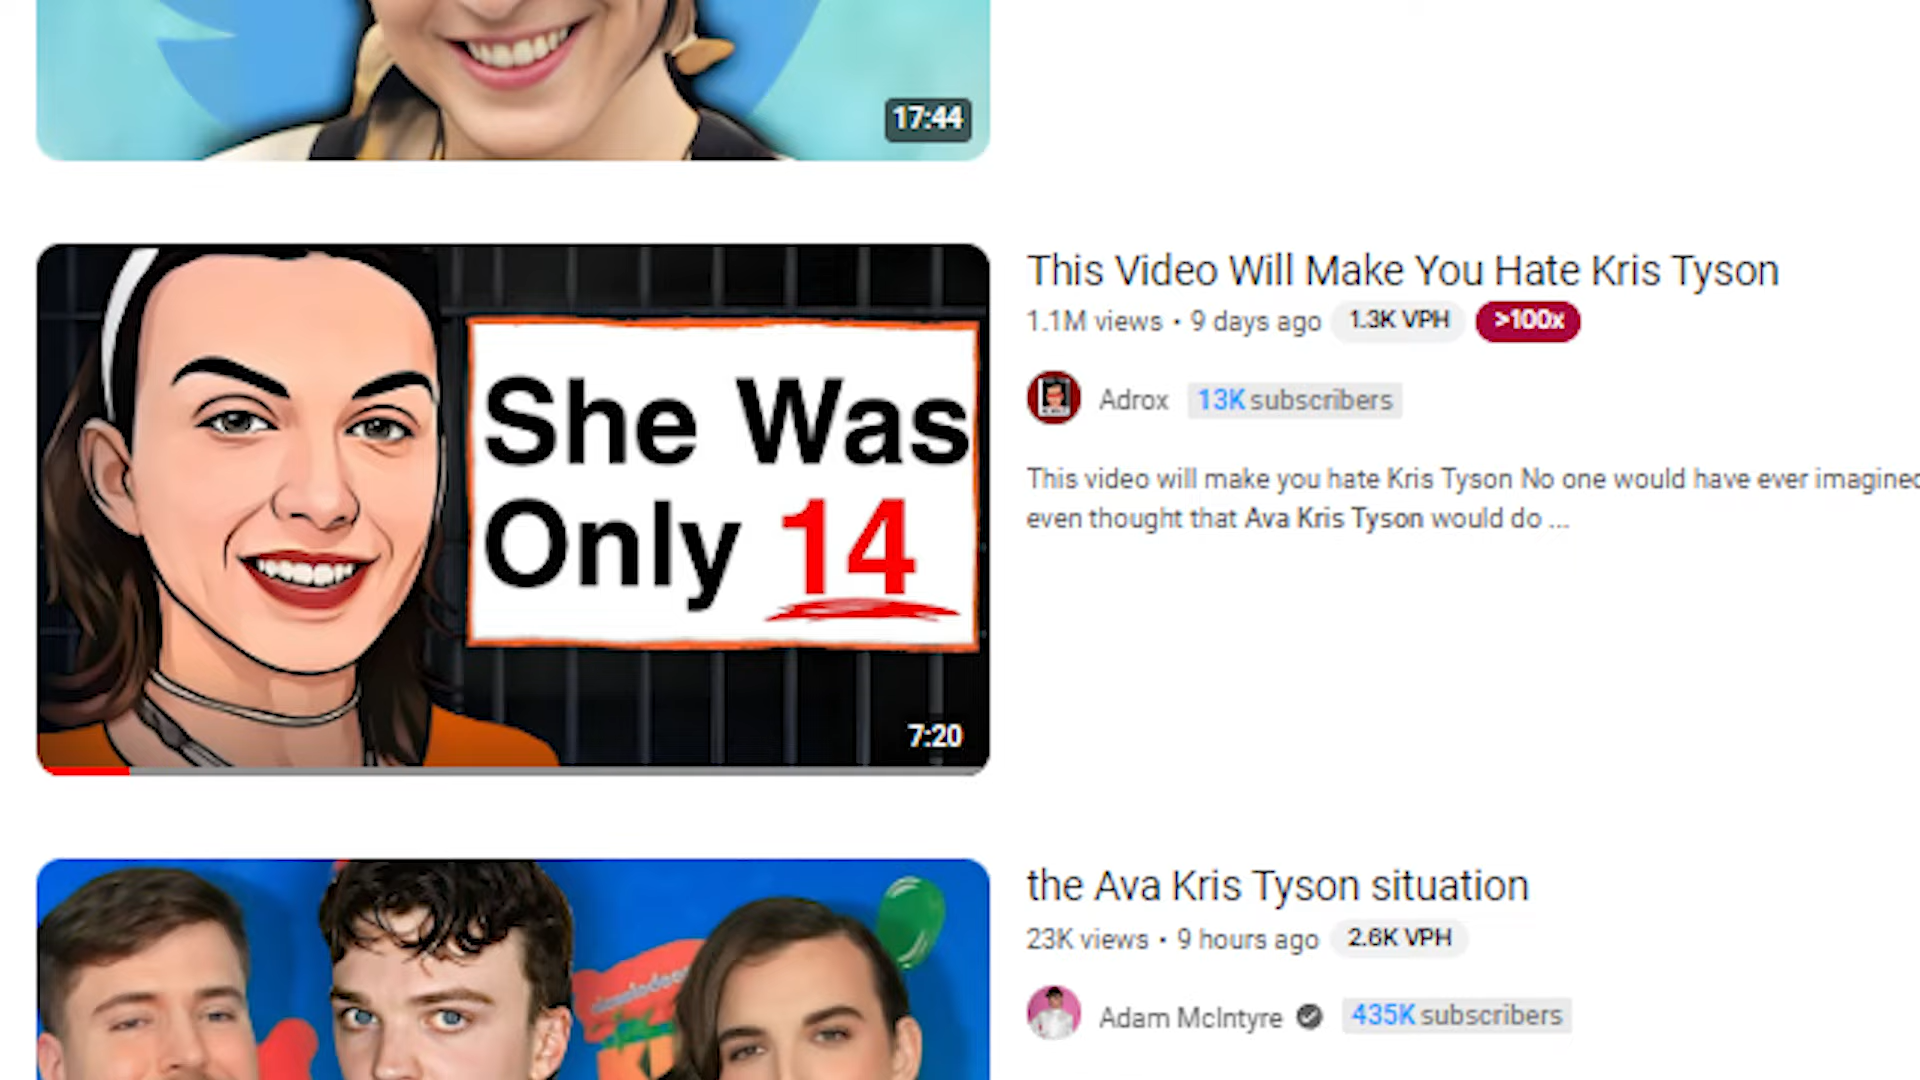 17:44
This Video Will Make You Hate Kris Tyson
1.1M views • 9 days ago 1.3K VPH >100x
She Was
Only 14
Adrox 13K subscribers
This video will make you hate Kris Tyson No one would have ever imagined
even thought that Ava Kris Tyson would do ...
7:20
the Ava Kris Tyson situation
23K views • 9 hours ago 2.6K VPH
nickelodeon
Adam McIntyre 435K subscribers